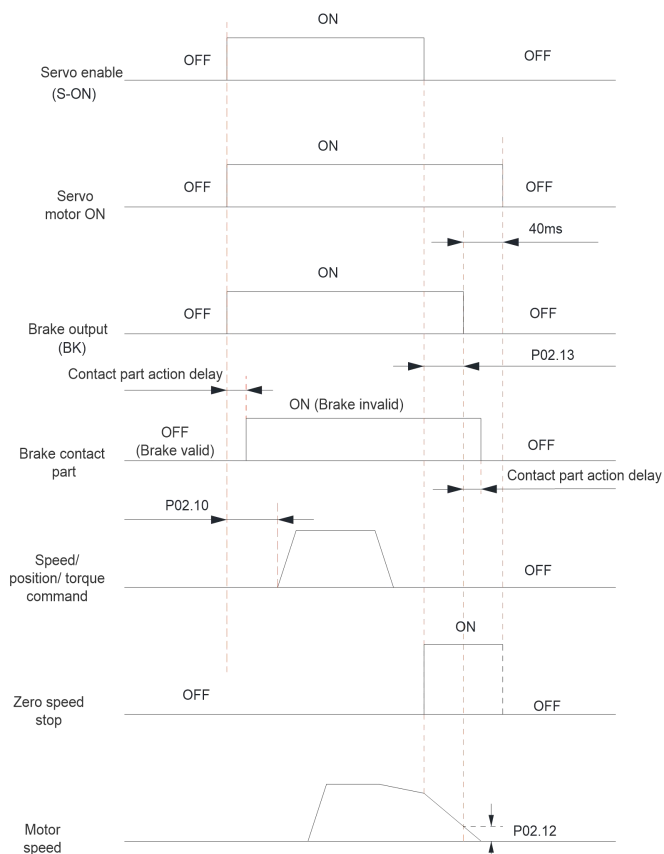 ON
OFF
OFF
Servo enable
(S-ON)
ON
OFF
OFF
Servo
motor ON
40ms
ON
OFF
OFF
Brake output
(BK)
P02.13
Contact part action delay
ON (Brake invalid)
OFF
(Brake valid)
OFF
Brake contact
part
Contact part action delay
P02.10
Speed/
position/ torque
command
OFF
ON
OFF
OFF
Zero speed
stop
P02.12
Motor
speed